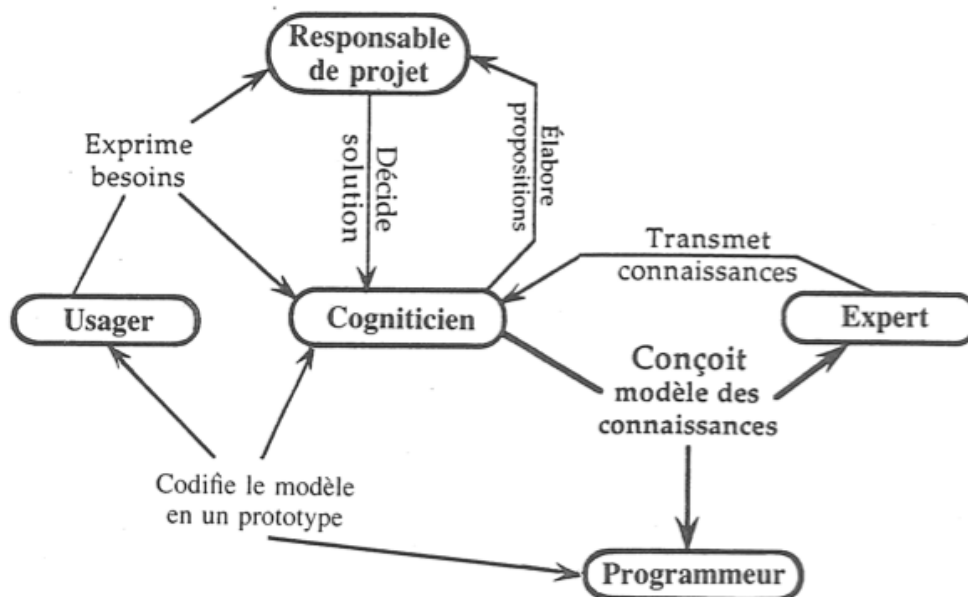 Responsable
de projet
Exprime
besoins
Décide
solution
Élabore
propositions
Transmet
connaissances
Usager
Cogniticien
Expert
Conçoit
modèle des
connaissances
Codifie le modèle
en un prototype
Programmeur